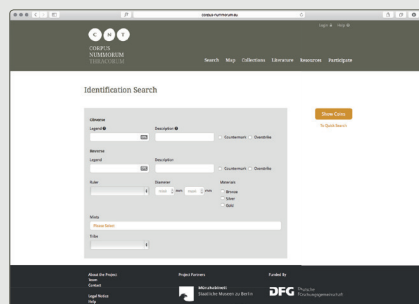 corpus-nummorum.eu
Login Map
C N T
CORPUS
NUMMORUM
THRACORUM
Search Map Collections Literature Resources Participate
Identification Search
Show Coins
To Quick Search
Obverse
Legend Description
Countermark Overstrike
Reverse
Legend Description
Countermark Overstrike
Ruler Diameter Materials
Bronze
Silver
Gold
Mints
Please Select
Tribe
About the Project Project Partners Funded By
Team
Contact
Münzkabinett
Staatliche Museen zu Berlin
DFG Deutsche
Forschungsgemeinschaft
Legal Notice
Help